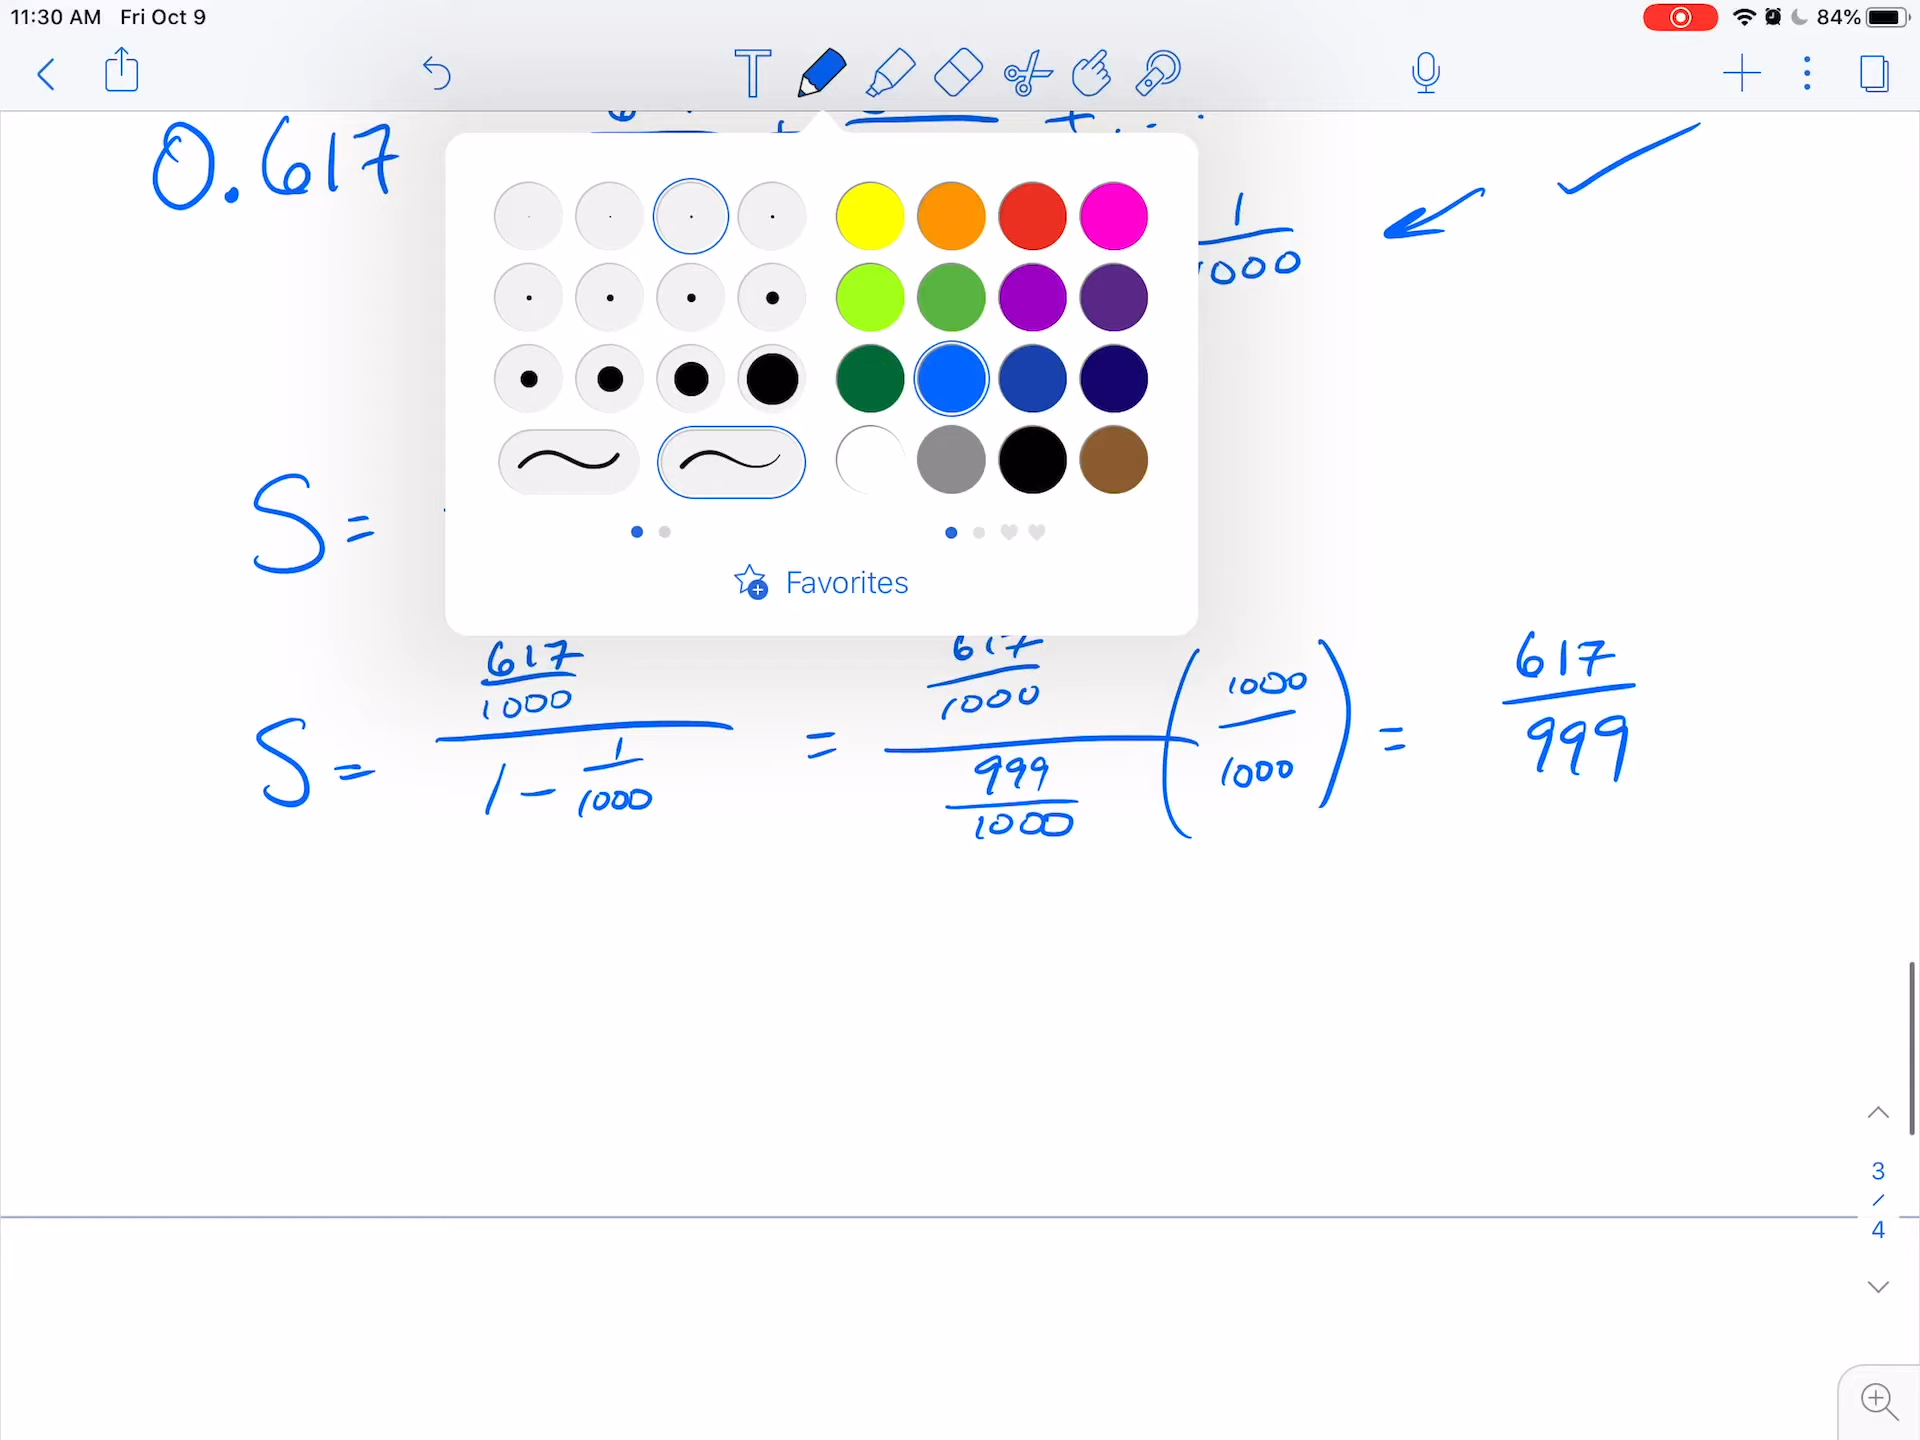 11:30 AM Fri Oct 9 84%
T
0.617
1
1000
S =
Favorites
617/1000 617/1000 (1000/1000) 617/999
S = ───── = ───── =
1 - 1/1000 999/1000
3
/
4